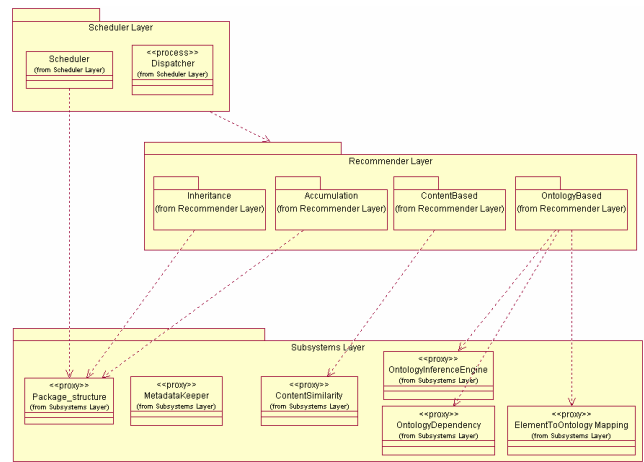 Scheduler Layer
Scheduler
(from Scheduler Layer)
<<process>>
Dispatcher
(from Scheduler Layer)
Recommender Layer
Inheritance
(from Recommender Layer)
Accumulation
(from Recommender Layer)
ContentBased
(from Recommender Layer)
OntologyBased
(from Recommender Layer)
Subsystems Layer
<<proxy>>
Package_structure
(from Subsystems Layer)
<<proxy>>
MetadataKeeper
(from Subsystems Layer)
<<proxy>>
ContentSimilarity
(from Subsystems Layer)
<<proxy>>
OntologyInferenceEngine
(from Subsystems Layer)
<<proxy>>
OntologyDependency
(from Subsystems Layer)
<<proxy>>
ElementToOntology Mapping
(from Subsystems Layer)